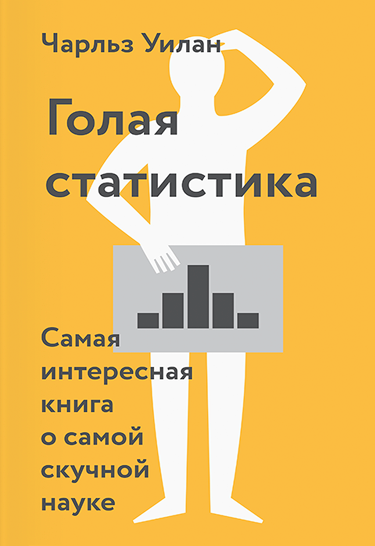 Чарльз Уилан
Голая
статистика
Самая
интересная
книга
о самой
скучной
науке